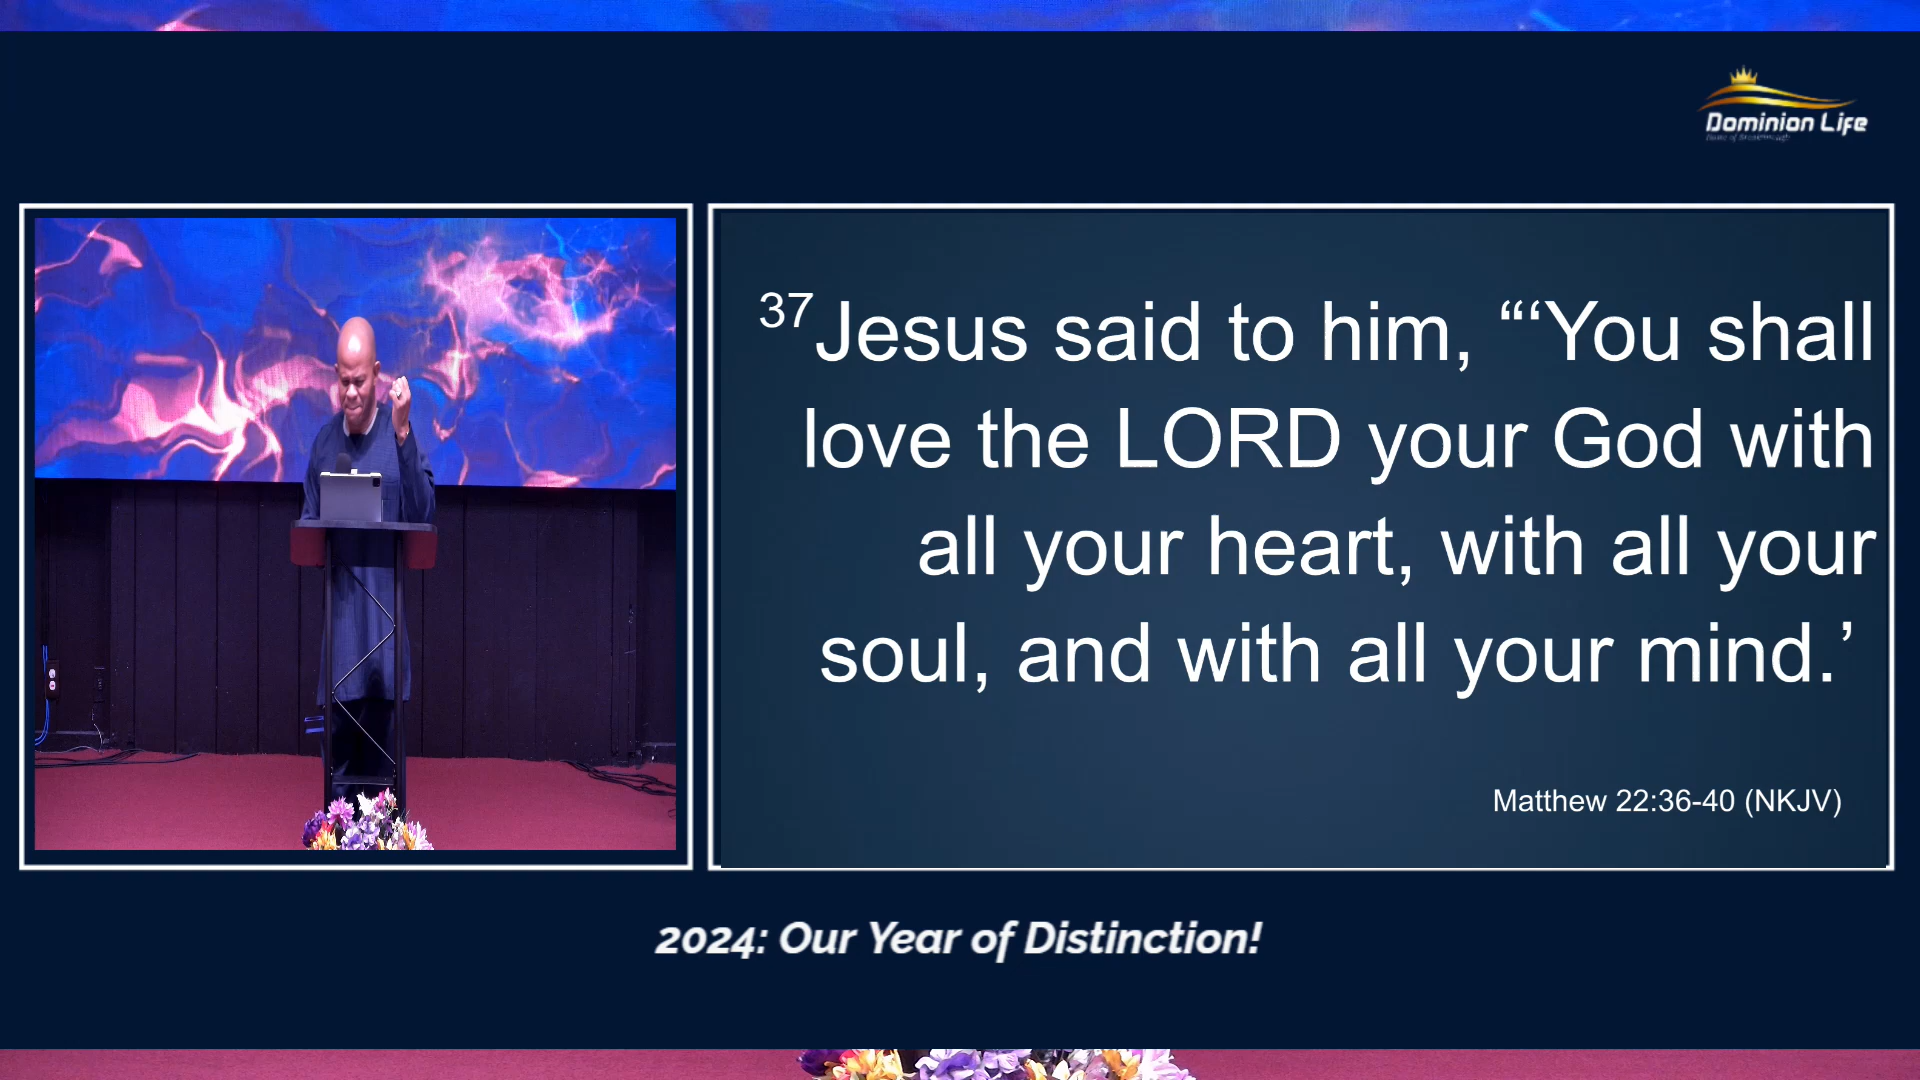 Dominion Life
³⁷Jesus said to him, “‘You shall
love the LORD your God with
all your heart, with all your
soul, and with all your mind.’
Matthew 22:36-40 (NKJV)
2024: Our Year of Distinction!